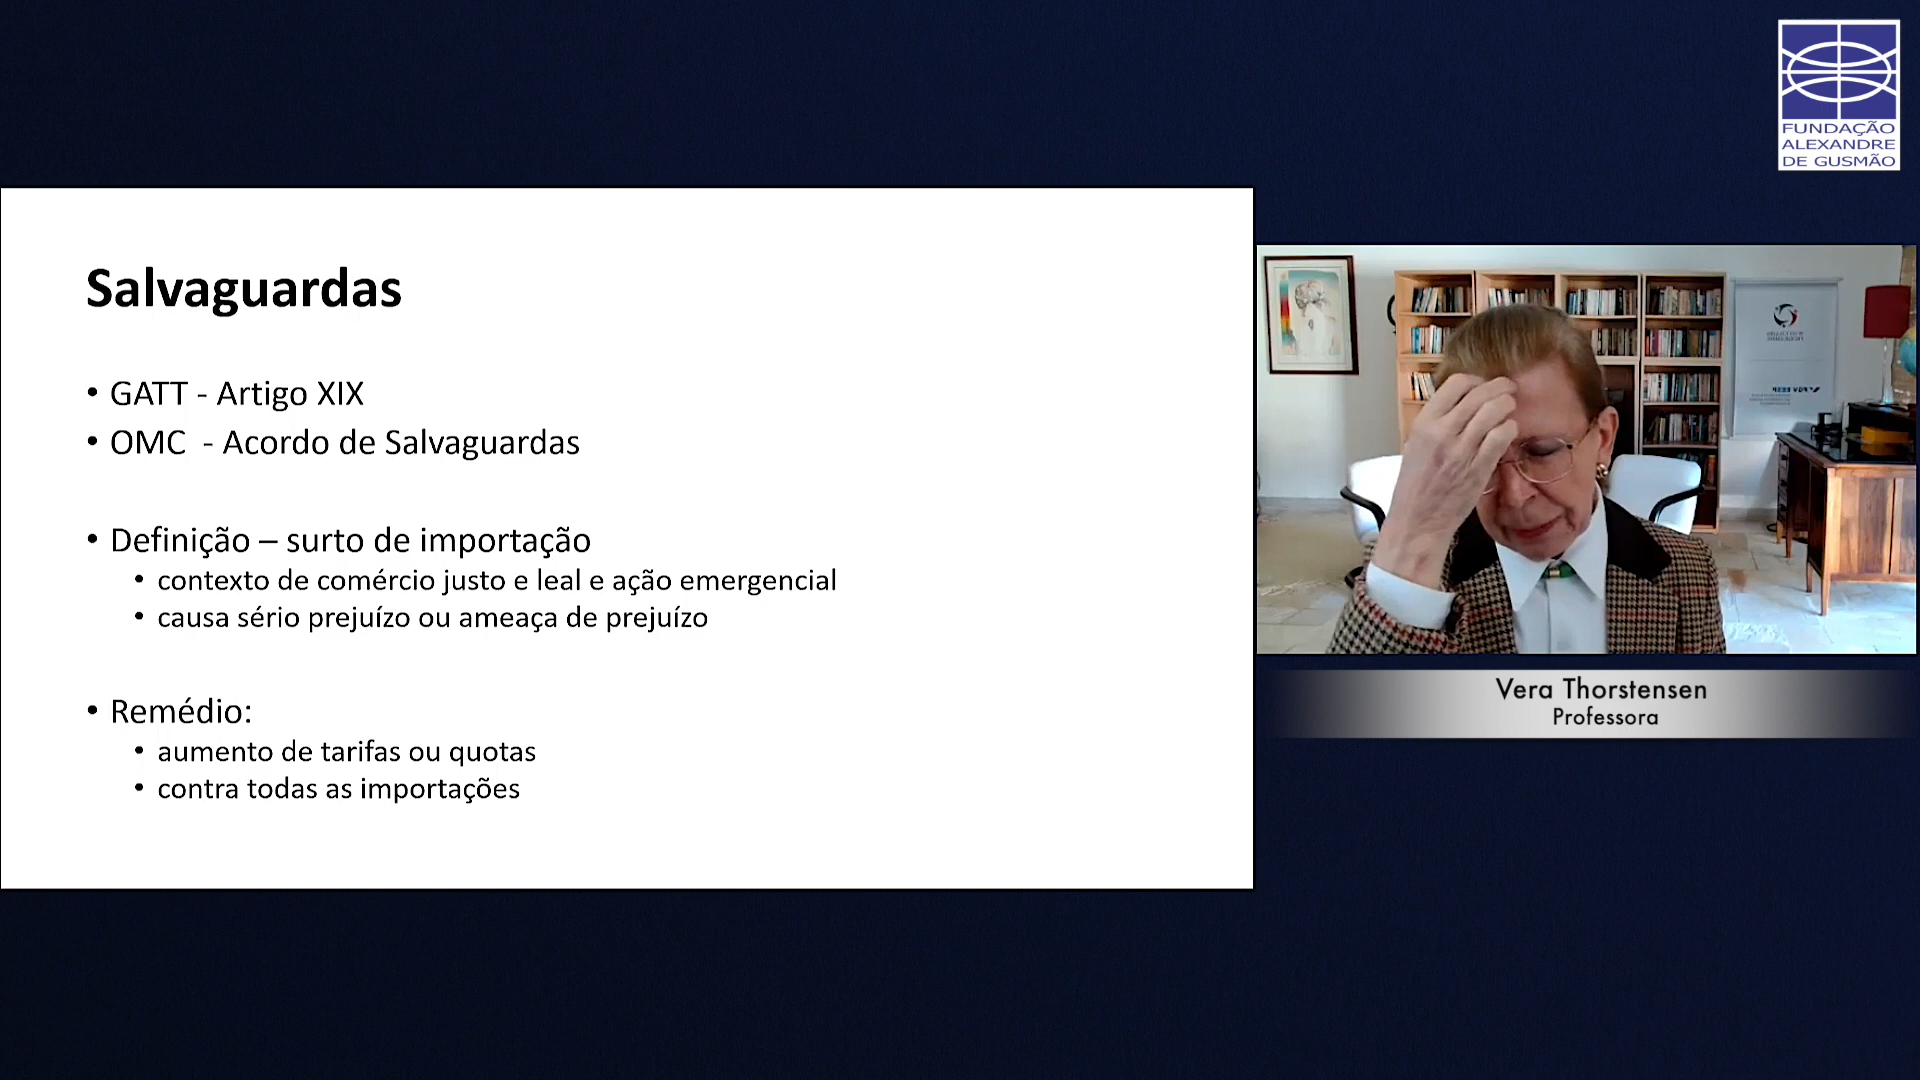 FUNDAÇÃO
ALEXANDRE
DE GUSMÃO
Salvaguardas
• GATT - Artigo XIX
• OMC - Acordo de Salvaguardas
• Definição – surto de importação
• contexto de comércio justo e leal e ação emergencial
• causa sério prejuízo ou ameaça de prejuízo
• Remédio:
• aumento de tarifas ou quotas
• contra todas as importações
Vera Thorstensen
Professora